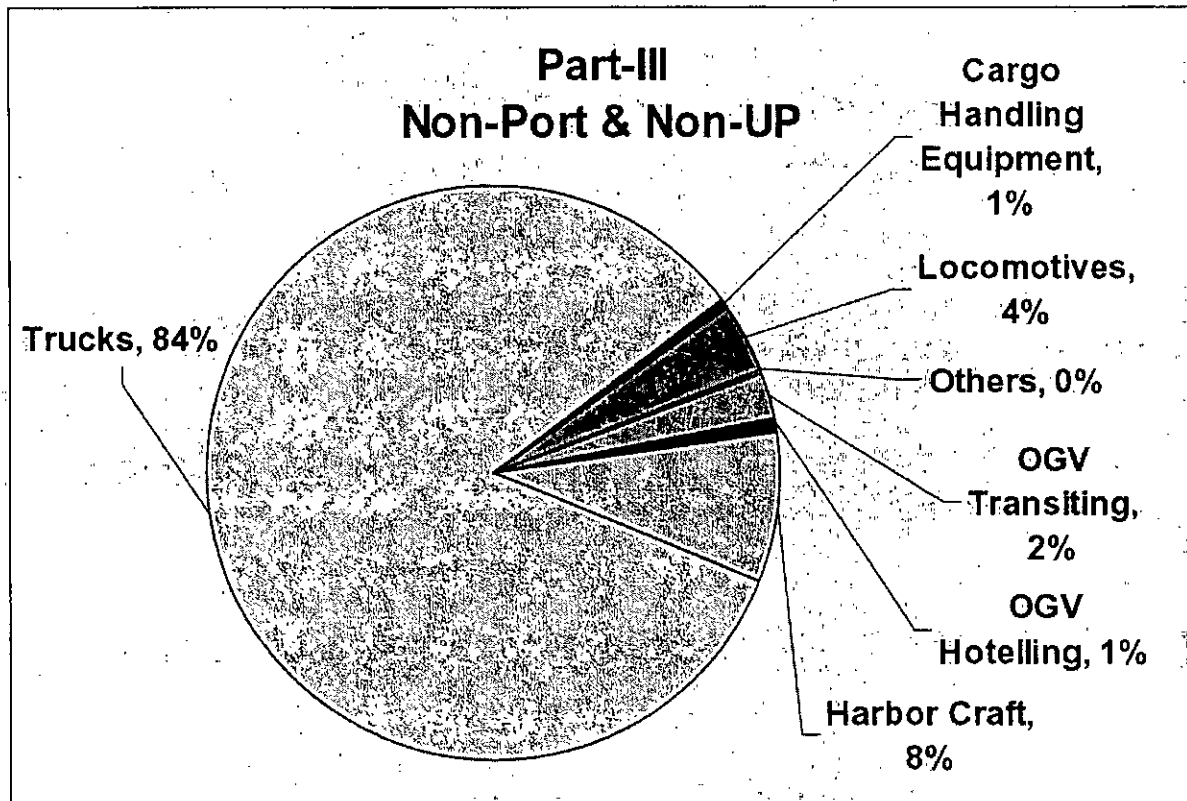 Part-III
Non-Port & Non-UP
Cargo
Handling
Equipment,
1%
Locomotives,
4%
Others, 0%
OGV
Transiting,
2%
OGV
Hotelling, 1%
Harbor Craft,
8%
Trucks, 84%